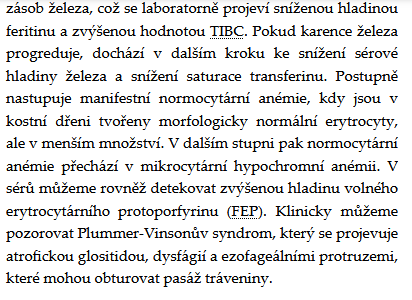 zásob železa, což se laboratorně projeví sníženou hladinou
feritinu a zvýšenou hodnotou TIBC. Pokud karence železa
progreduje, dochází v dalším kroku ke snížení sérové
hladiny železa a snížení saturace transferinu. Postupně
nastupuje manifestní normocytární anémie, kdy jsou v
kostní dřeni tvořeny morfologicky normální erytrocyty,
ale v menším množství. V dalším stupni pak normocytární
anémie přechází v mikrocytární hypochromní anémii. V
sérů můžeme rovněž detekovat zvýšenou hladinu volného
erytrocytárního protoporfyrinu (FEP). Klinicky můžeme
pozorovat Plummer-Vinsonův syndrom, který se projevuje
atrofickou glositidou, dysfágií a ezofageálními protruzemi,
které mohou obturovat pasáž tráveniny.